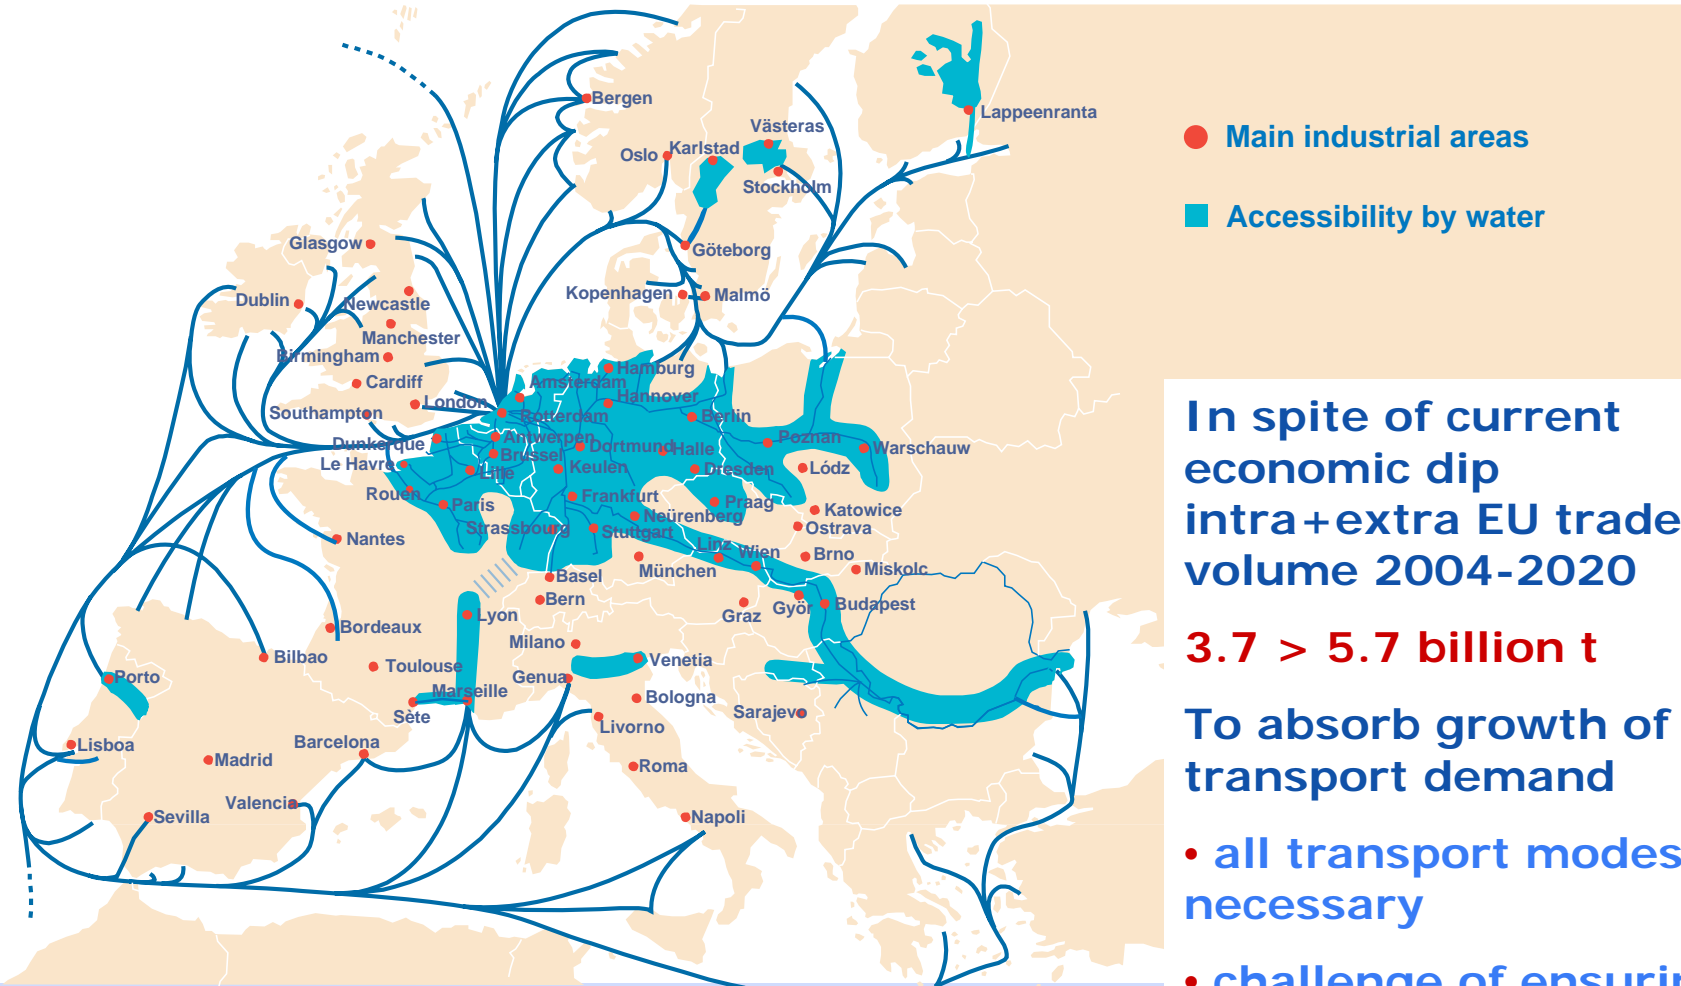 Bergen
Lappeenranta
Västeras
Oslo
Karlstad
Stockholm
Main industrial areas
Accessibility by water
Glasgow
Göteborg
Dublin
Newcastle
Kopenhagen
Malmö
Manchester
Birmingham
Cardiff
Hamburg
Amsterdam
London
Hannover
Southampton
Rotterdam
Berlin
Dunkerque
Antwerpen
Dortmund
Halle
Poznan
Warschauw
Brüssel
Le Havre
Lille
Keulen
Dresden
Lódz
Rouen
Paris
Frankfurt
Praag
Katowice
Neürenberg
Strassbourg
Stuttgart
Ostrava
Nantes
Linz
Wien
Brno
München
Miskolc
Basel
Bern
Graz
Györ
Budapest
Lyon
Bordeaux
Milano
Bilbao
Toulouse
Venetia
Porto
Genua
Marseille
Bologna
Sète
Sarajevo
Livorno
Lisboa
Barcelona
Madrid
Roma
Valencia
Sevilla
Napoli
In spite of current
economic dip
intra+extra EU trade
volume 2004-2020
3.7 > 5.7 billion t
To absorb growth of
transport demand
• all transport modes
necessary
• challenge of ensurin